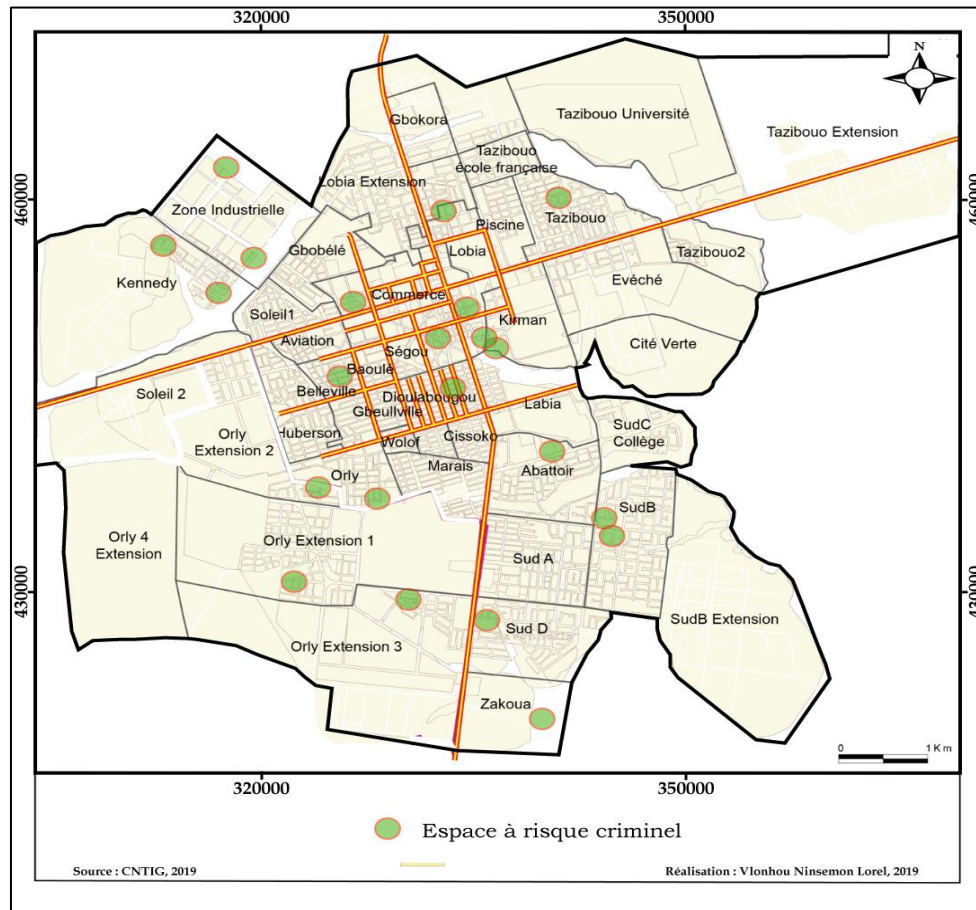 320000
350000
N
Gbokora
Tazibouo Université
Tazibouo Extension
Tazibouo
école française
Lobia Extension
460000
460000
Zone Industrielle
Piscine
Tazibouo
Gbobélé
Lobia
Tazibouo2
Kennedy
Evéché
Commerce
Soleil1
Kirman
Aviation
Ségou
Cité Verte
Baoulé
Soleil 2
Belleville
Dioulabougou
Gbeullville
Labia
Orly
Extension 2
Huberson
SudC
Collège
Wolof
Cissoko
Marais
Abattoir
Orly
SudB
Orly 4
Extension
Orly Extension 1
Sud A
430000
430000
SudB Extension
Sud D
Orly Extension 3
Zakoua
0
1 Km
320000
350000
Espace à risque criminel
Source : CNTIG, 2019
Réalisation : Vlonhou Ninsemon Lorel, 2019